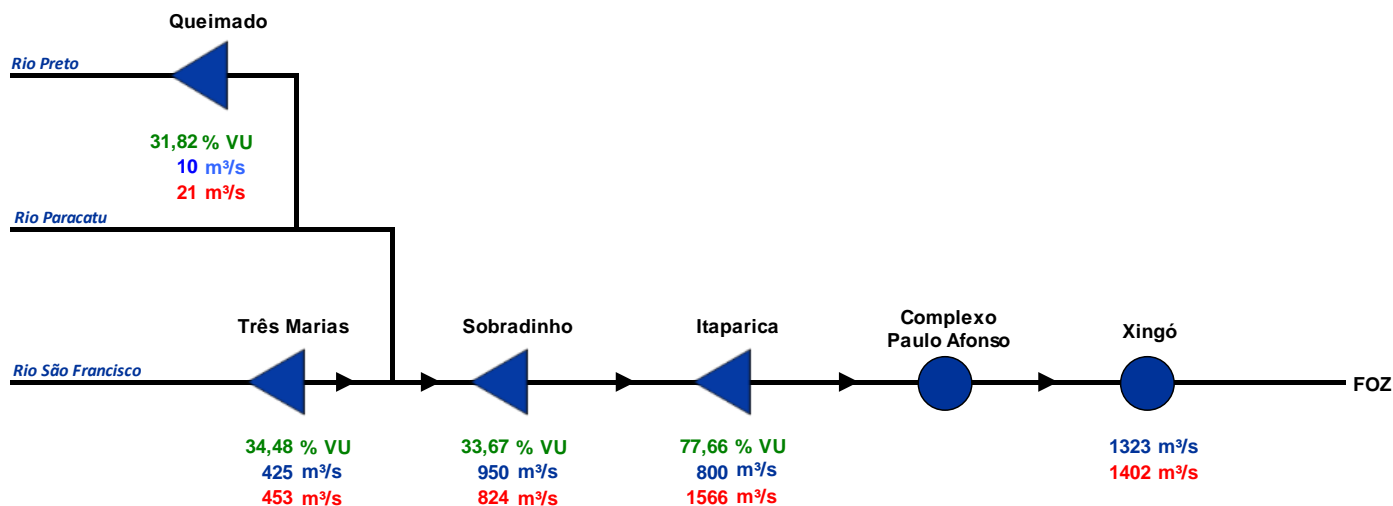 Queimado
Rio Preto
31,82 % VU
10 m³/s
21 m³/s
Rio Paracatu
Três Marias
Sobradinho
Itaparica
Complexo
Paulo Afonso
Xingó
Rio São Francisco
FOZ
34,48 % VU
425 m³/s
453 m³/s
33,67 % VU
950 m³/s
824 m³/s
77,66 % VU
800 m³/s
1566 m³/s
1323 m³/s
1402 m³/s